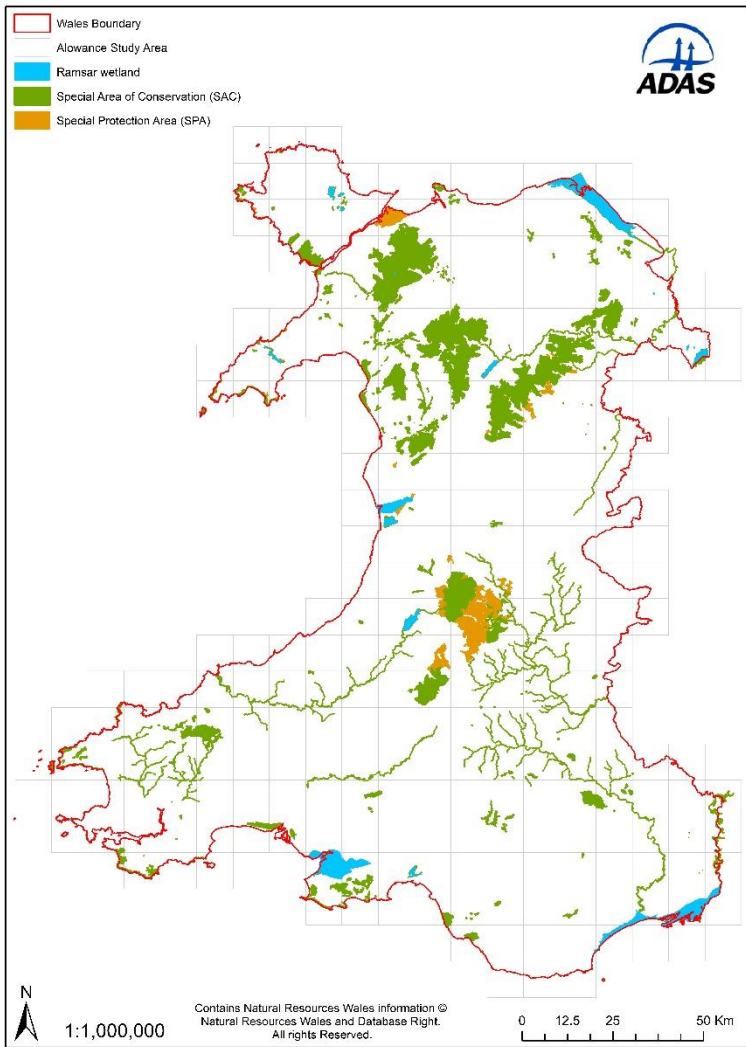 Wales Boundary
Alowance Study Area
Ramsar wetland
Special Area of Conservation (SAC)
Special Protection Area (SPA)
ADAS
N
1:1,000,000
Contains Natural Resources Wales information ©
Natural Resources Wales and Database Right.
All rights Reserved.
0 12.5 25 50 Km